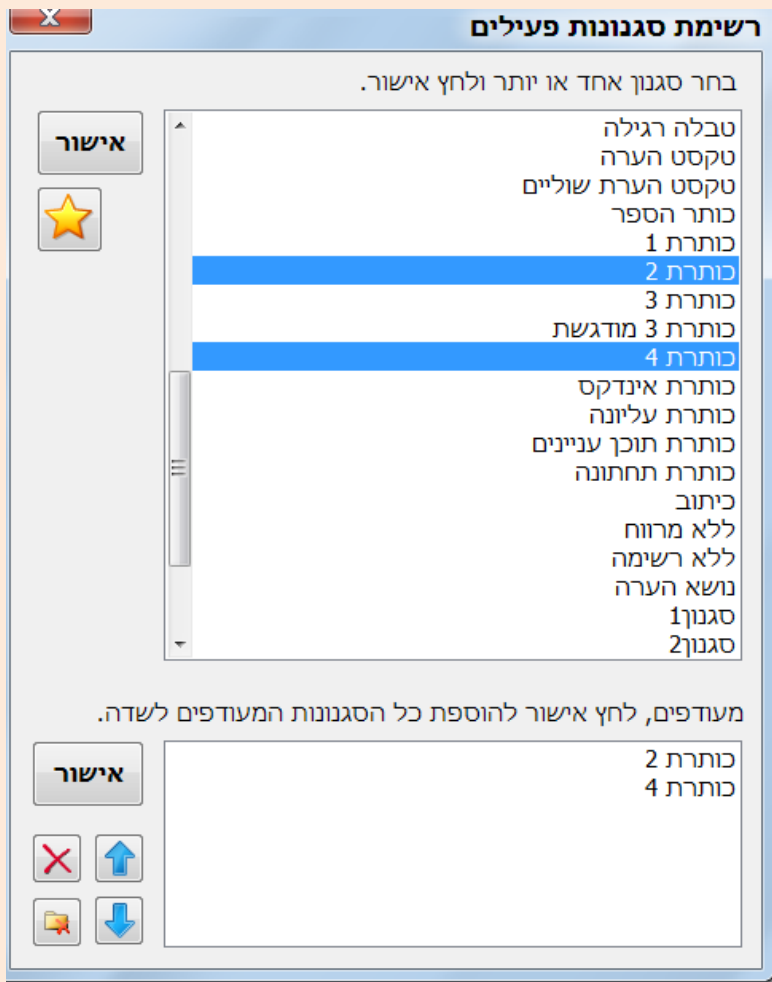 רשימת סגנונות פעילים
בחר סגנון אחד או יותר ולחץ אישור.
אישור
טבלה רגילה
טקסט הערה
טקסט הערת שוליים
כותר הספר
כותרת 1
כותרת 2
כותרת 3
כותרת 3 מודגשת
כותרת 4
כותרת אינדקס
כותרת עליונה
כותרת תוכן עניינים
כותרת תחתונה
כיתוב
ללא מרווח
ללא רשימה
נושא הערה
סגנון1
סגנון2
מעודפים, לחץ אישור להוספת כל הסגנונות המעודפים לשדה.
אישור
כותרת 2
כותרת 4